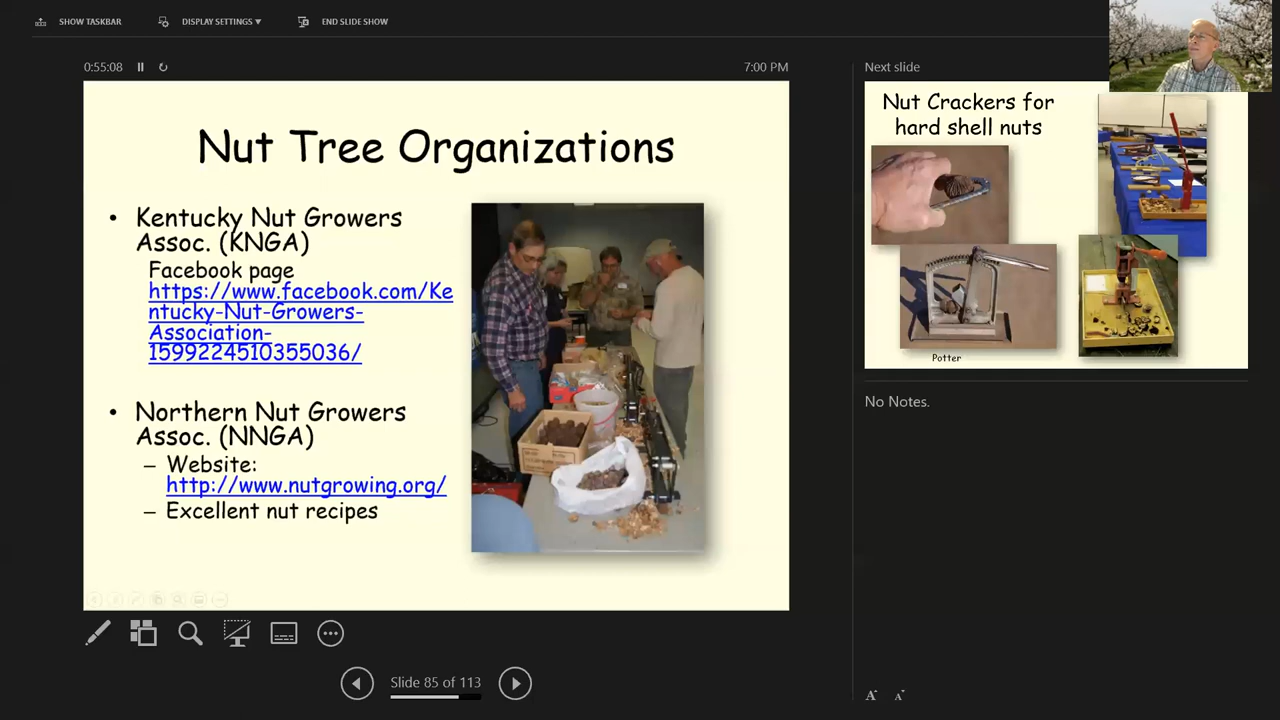 SHOW TASKBAR
DISPLAY SETTINGS ▼
END SLIDE SHOW
0:55:08
7:00 PM
Nut Tree Organizations
• Kentucky Nut Growers
Assoc. (KNGA)
Facebook page
https://www.facebook.com/Ke
ntucky-Nut-Growers-
Association-
1599224510355036/
• Northern Nut Growers
Assoc. (NNGA)
– Website:
http://www.nutgrowing.org/
– Excellent nut recipes
Slide 85 of 113
Next slide
Nut Crackers for
hard shell nuts
Potter
No Notes.
A A